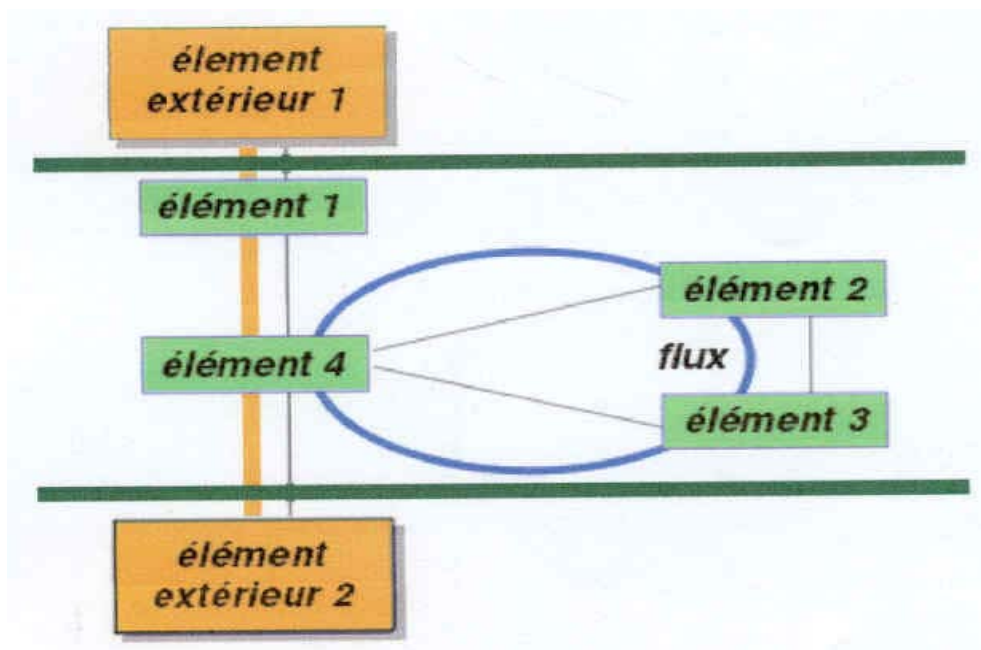 élement
extérieur 1
élément 1
élément 2
élément 4
flux
élément 3
élément
extérieur 2